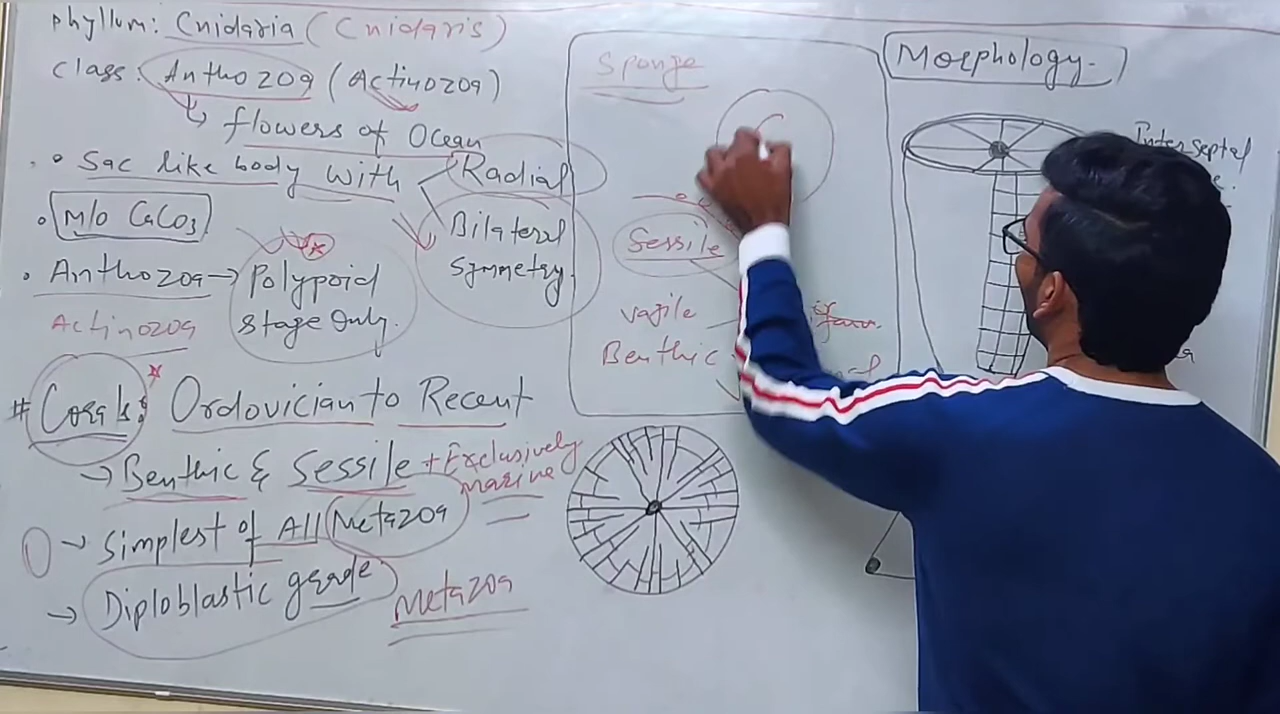 Phyllum: Cnidaria (Cnidaris)
Class: Anthozoa (Actinozoa)
flowers of Ocean
• Sac like body with
Radial
Bilateral
Symmetry.
• M/o CaCO3
• Anthozoa → Polypoid
Stage Only.
Actinozoa
# Corals: Ordovician to Recent
→ Benthic & Sessile + Exclusively
marine
→ Simplest of All Metazoa
→ Diploblastic grade
Metazoa
Sponge
Sessile
vagile
Benthic
Morphology-
Interseptal